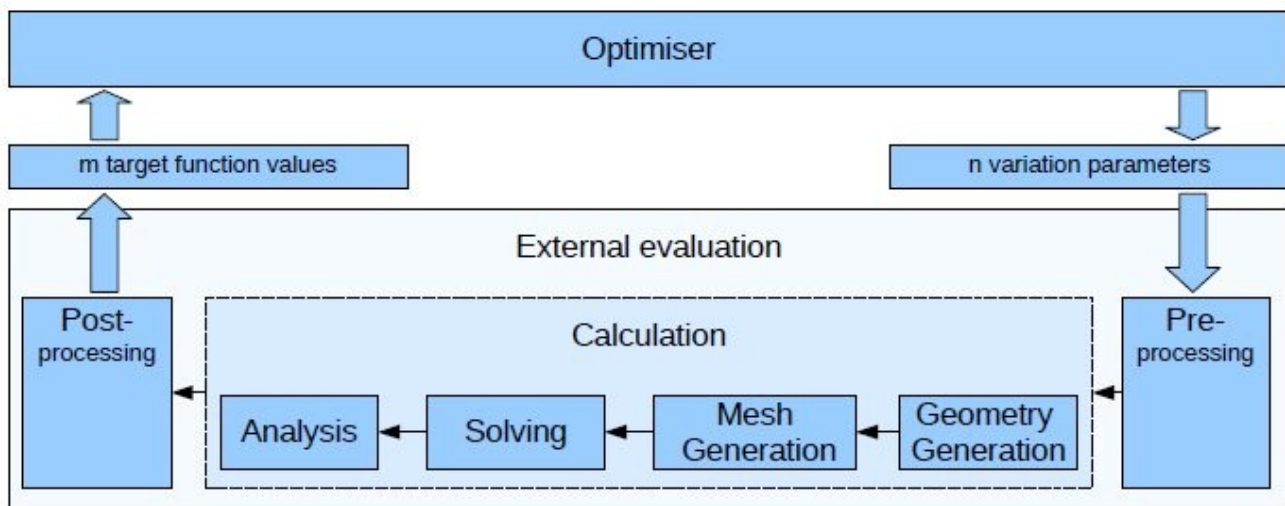 Optimiser
m target function values
n variation parameters
External evaluation
Post-
processing
Calculation
Pre-
processing
Analysis
Solving
Mesh
Generation
Geometry
Generation